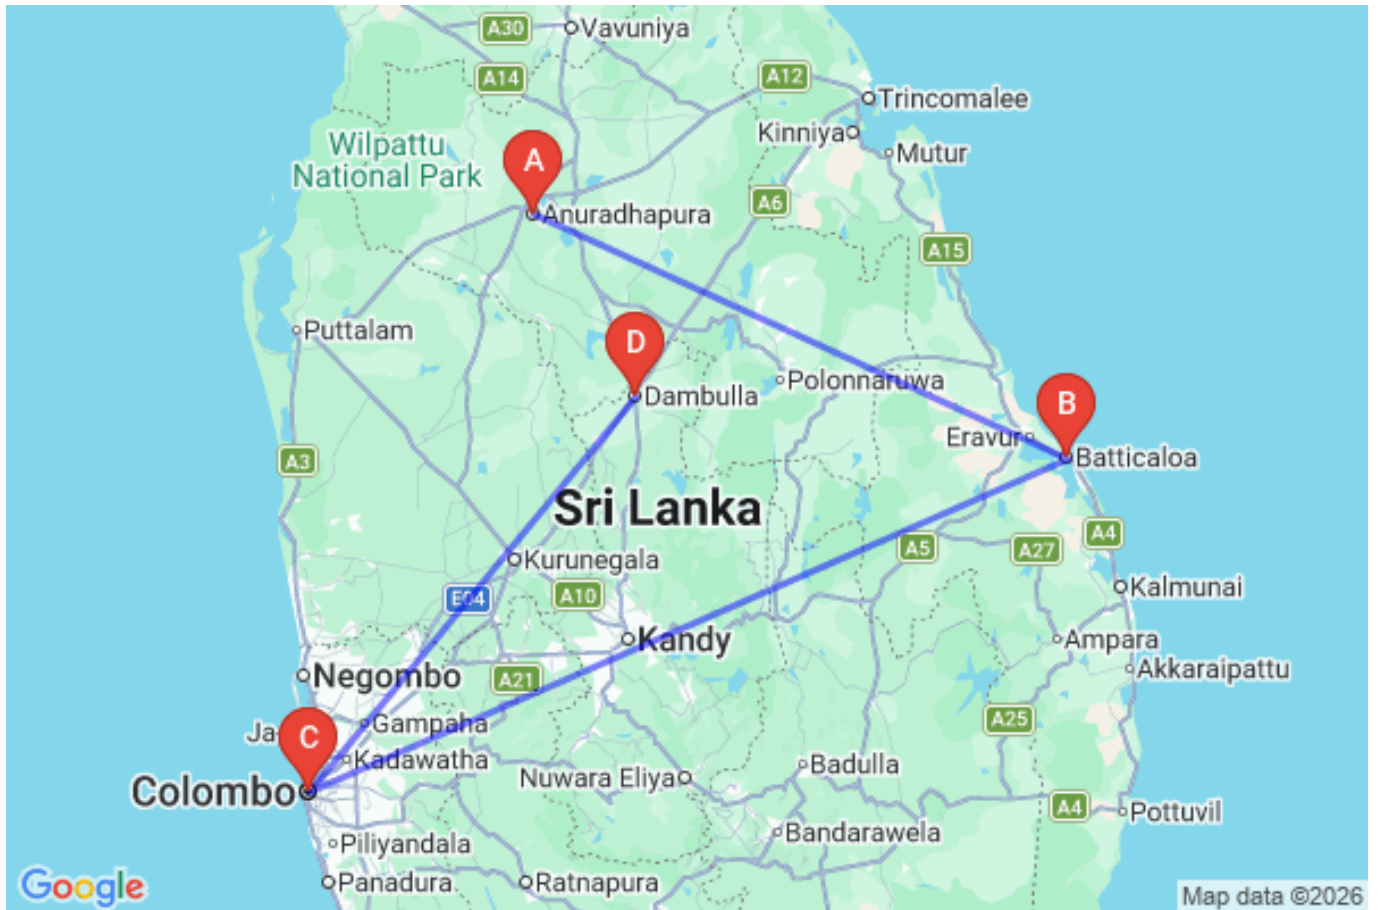 A30
Vavuniya
A14
A12
Trincomalee
Kinniya
Wilpattu
National Park
Mutur
A
A6
Anuradhapura
A15
Puttalam
D
Polonnaruwa
Dambulla
B
Eravur
Batticaloa
A3
Sri Lanka
A5
A4
A27
Kurunegala
Kalmunai
E04
A10
Kandy
Ampara
Negombo
A21
Akkaraipattu
Gampaha
A25
Ja-
C
Kadawatha
Badulla
Nuwara Eliya
Colombo
A4
Pottuvil
Bandarawela
Piliyandala
Panadura
Ratnapura
Google
Map data ©2026